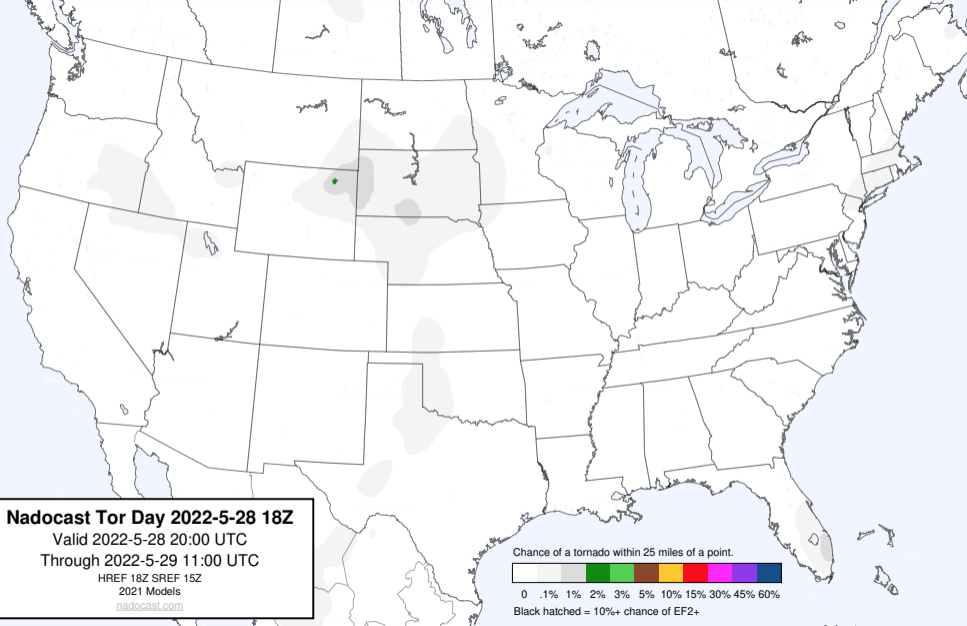 Nadocast Tor Day 2022-5-28 18Z
Valid 2022-5-28 20:00 UTC
Through 2022-5-29 11:00 UTC
HREF 18Z SREF 15Z
2021 Models
nadocast.com
Chance of a tornado within 25 miles of a point.
0 .1% 1% 2% 3% 5% 10% 15% 30% 45% 60%
Black hatched = 10%+ chance of EF2+